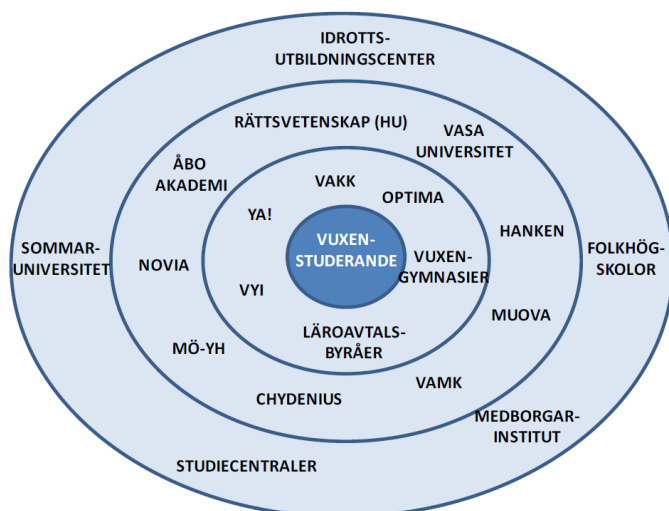 IDROTTS-
UTBILDNINGSCENTER
RÄTTSVETENSKAP (HU)
VASA
UNIVERSITET
ÅBO
AKADEMI
VAKK
OPTIMA
YA!
VUXEN-
STUDERANDE
HANKEN
SOMMAR-
UNIVERSITET
NOVIA
VUXEN-
GYMNASIER
FOLKHÖG-
SKOLOR
VYI
MUOVA
LÄROAVTALS-
BYRÅER
MÖ-YH
VAMK
CHYDENIUS
MEDBORGAR-
INSTITUT
STUDIECENTRALER